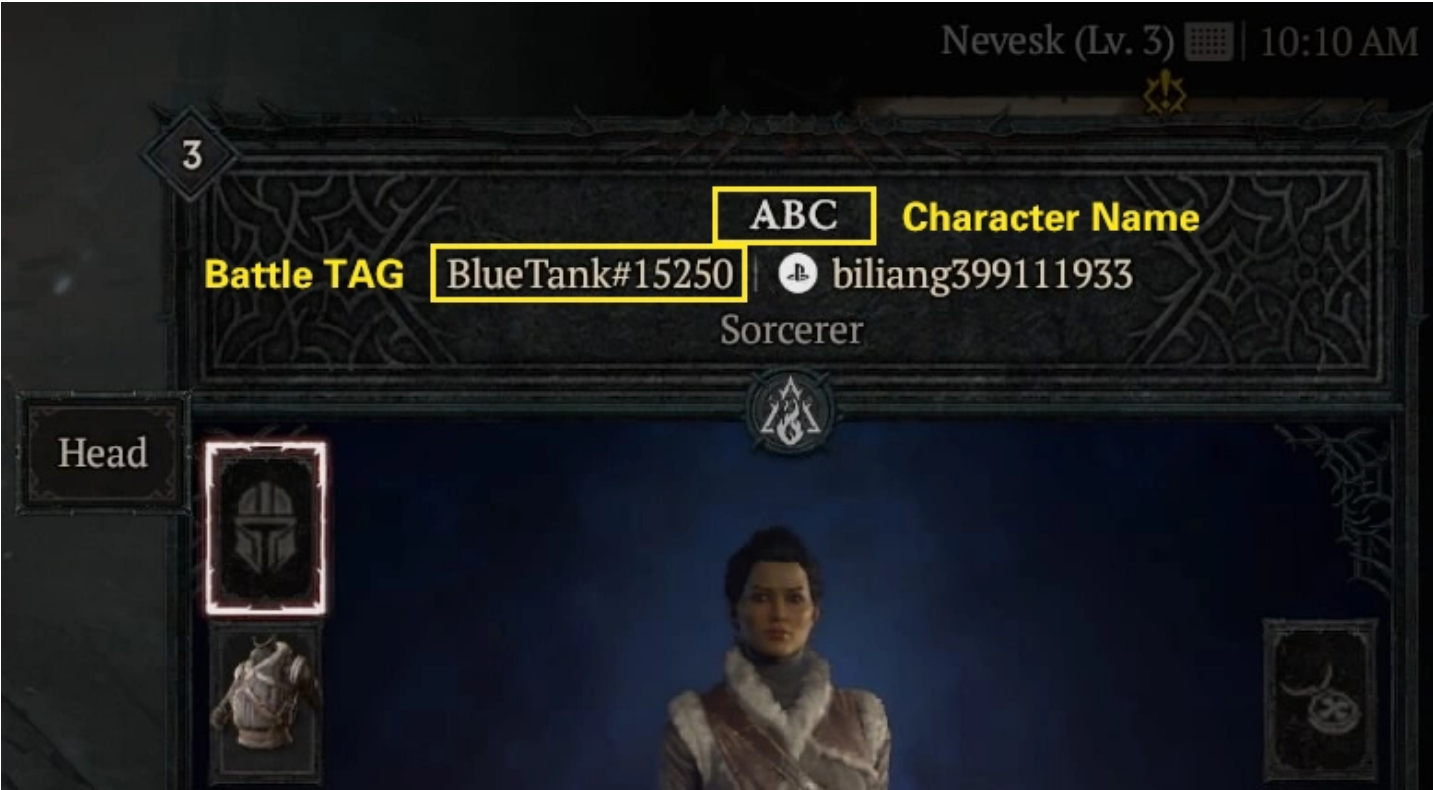 Nevesk (Lv. 3) | 10:10 AM
3
ABC Character Name
Battle TAG BlueTank#15250 | biliang399111933
Sorcerer
Head